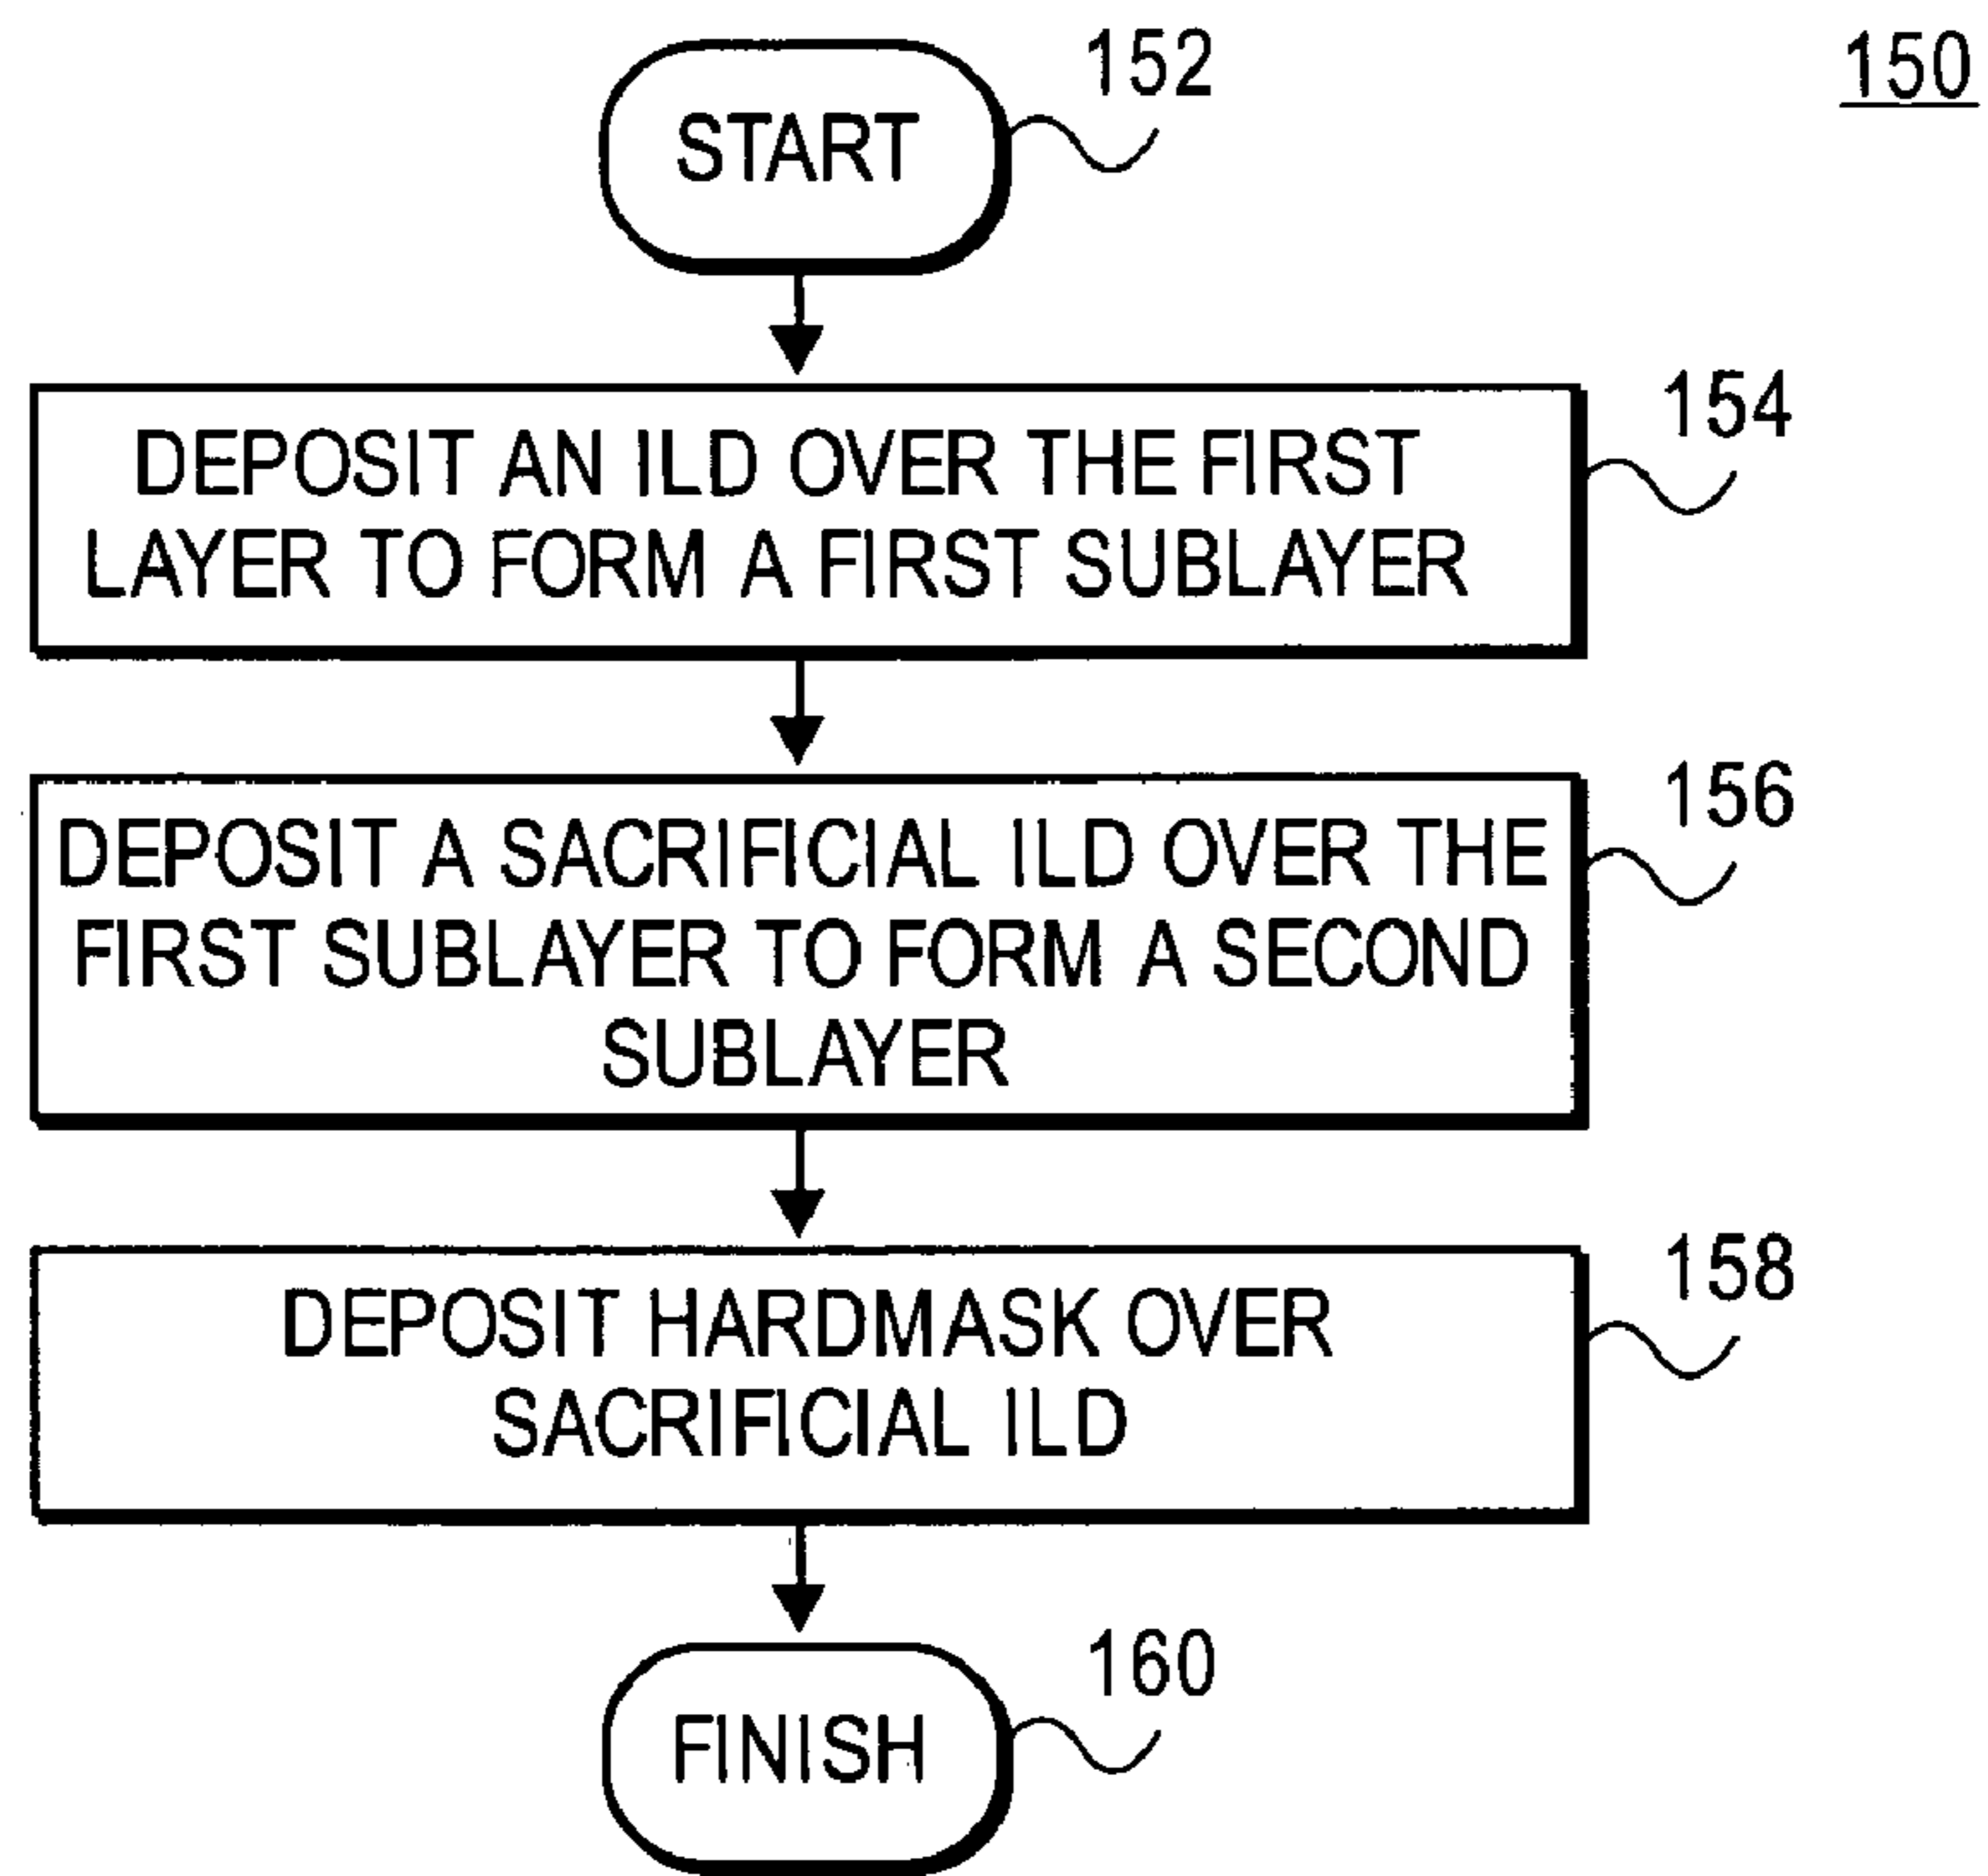 152
150
START
154
DEPOSIT AN ILD OVER THE FIRST
LAYER TO FORM A FIRST SUBLAYER
156
DEPOSIT A SACRIFICIAL ILD OVER THE
FIRST SUBLAYER TO FORM A SECOND
SUBLAYER
158
DEPOSIT HARDMASK OVER
SACRIFICIAL ILD
160
FINISH